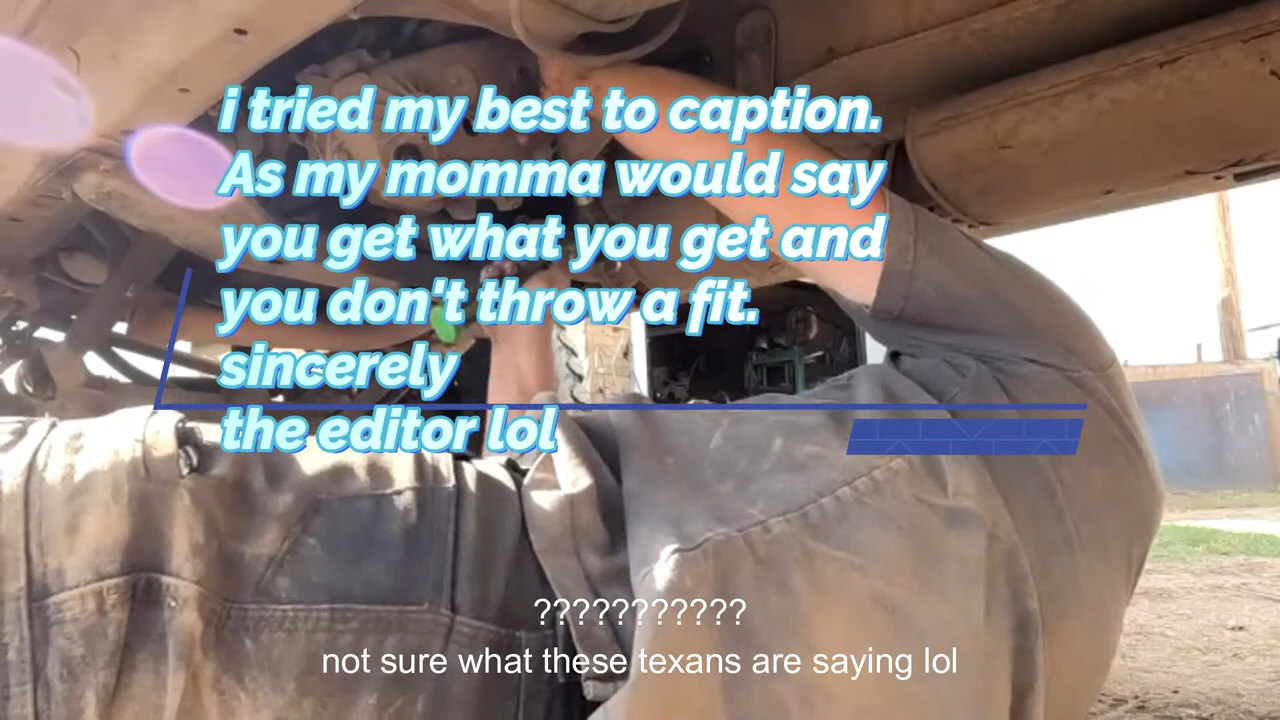 i tried my best to caption.
As my momma would say
you get what you get and
you don't throw a fit.
sincerely
the editor lol
???????????
not sure what these texans are saying lol